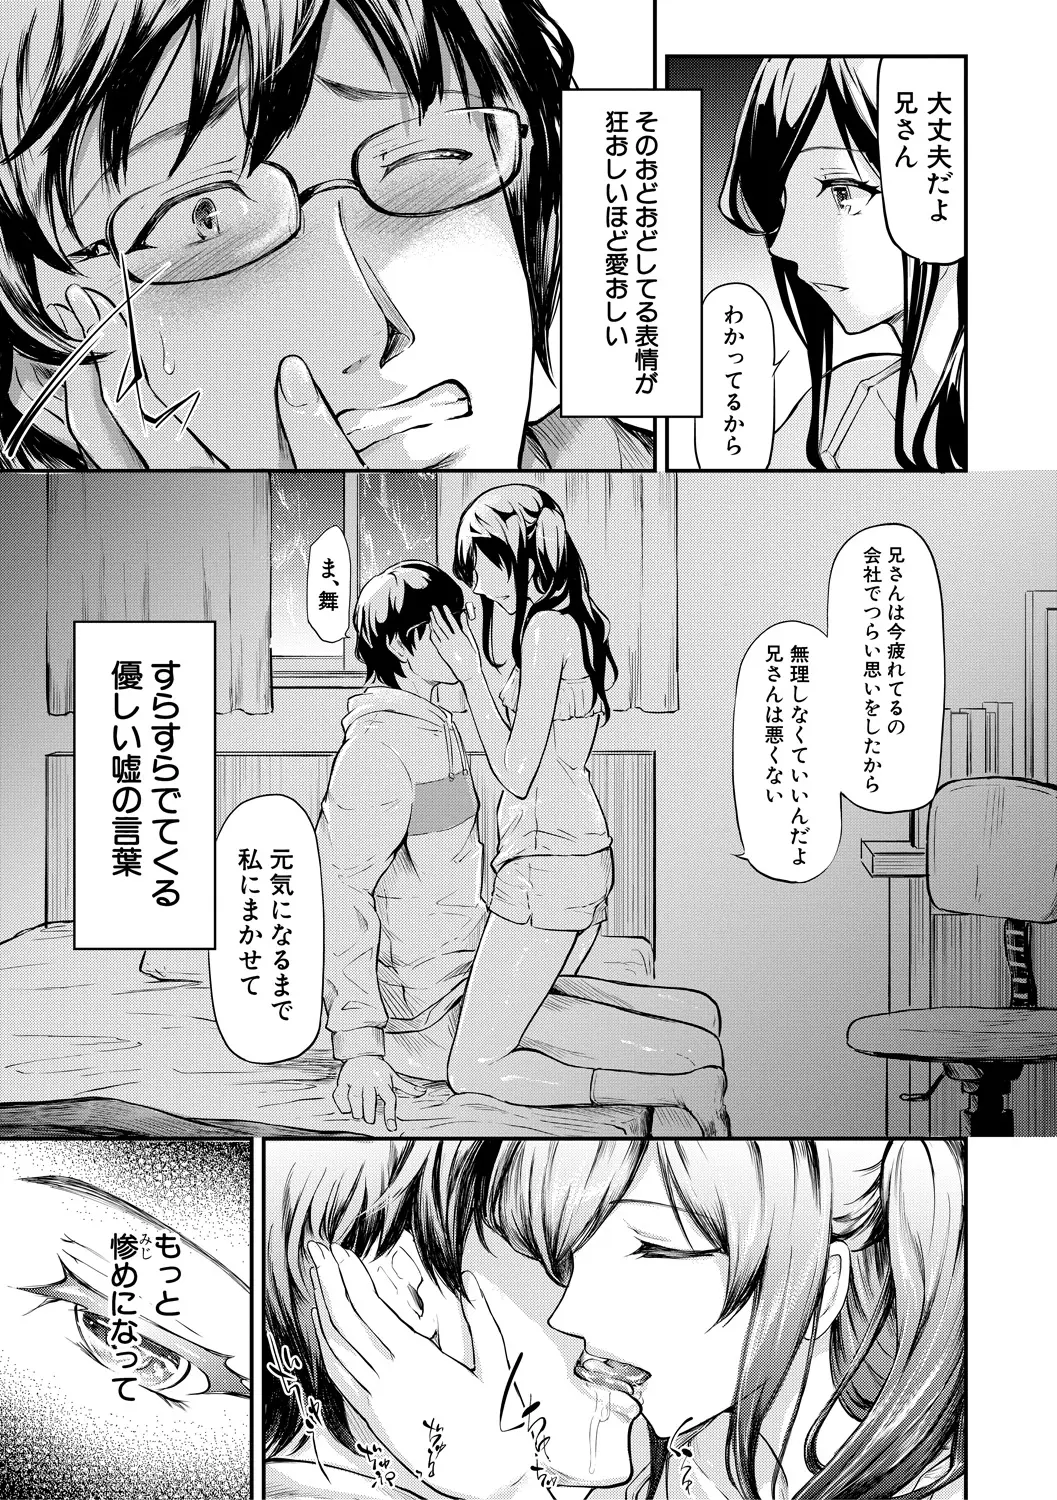 大丈夫だよ
兄さん
わかってるから
そのおどおどしてる表情が
狂おしいほど愛おしい
兄さんは今疲れてるの
会社でつらい思いをしたから
無理しなくていいんだよ
兄さんは悪くない
ま、舞
元気になるまで
私にまかせて
すらすらでてくる
優しい嘘の言葉
もっと
惨めになって
みじ